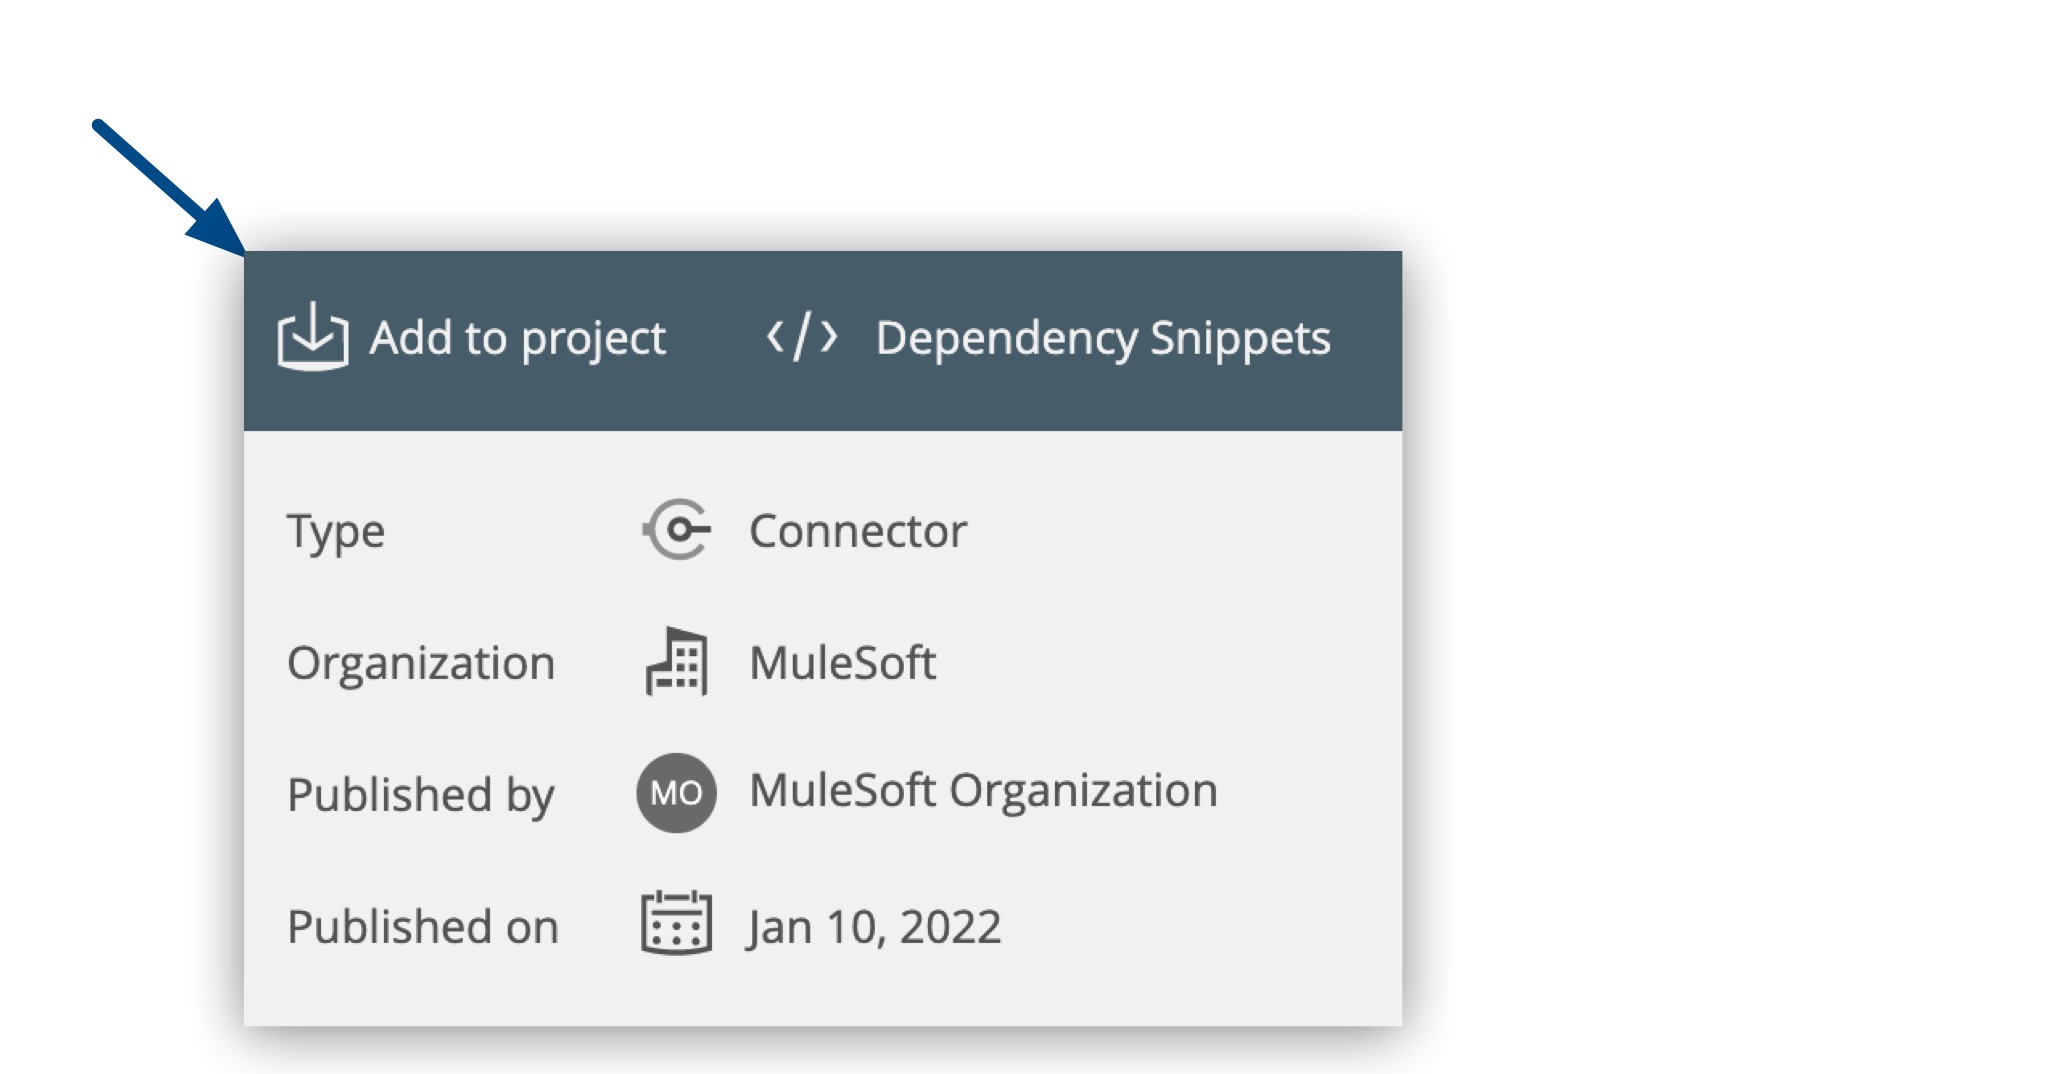 Add to project </> Dependency Snippets
Type Connector
Organization MuleSoft
Published by MO MuleSoft Organization
Published on Jan 10, 2022